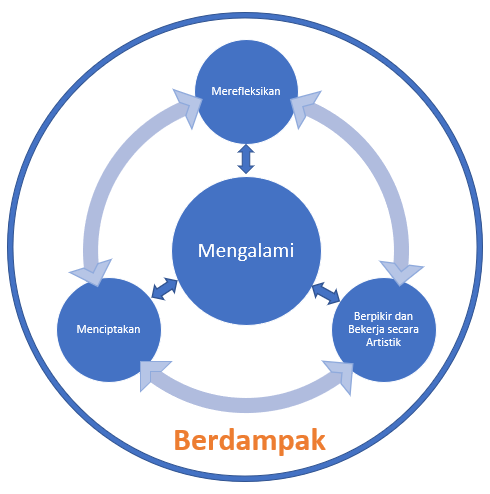 Merefleksikan
Mengalami
Menciptakan
Berpikir dan
Bekerja secara
Artistik
Berdampak